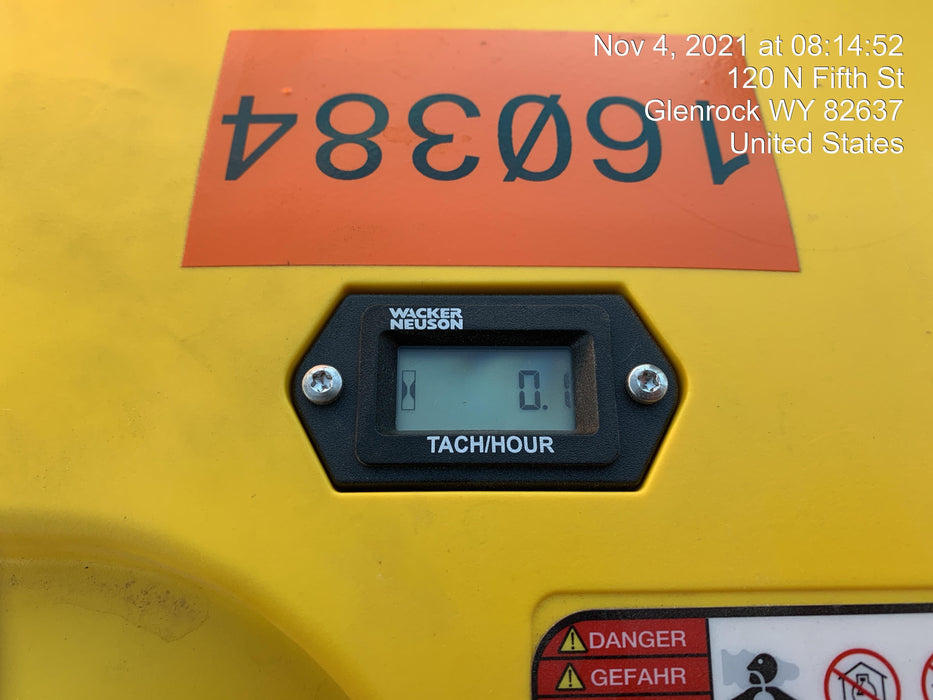 Nov 4, 2021 at 08:14:52
120 N Fifth St
Glenrock WY 82637
United States
160384
WACKER
NEUSON
0.1
TACH/HOUR
DANGER
GEFAHR